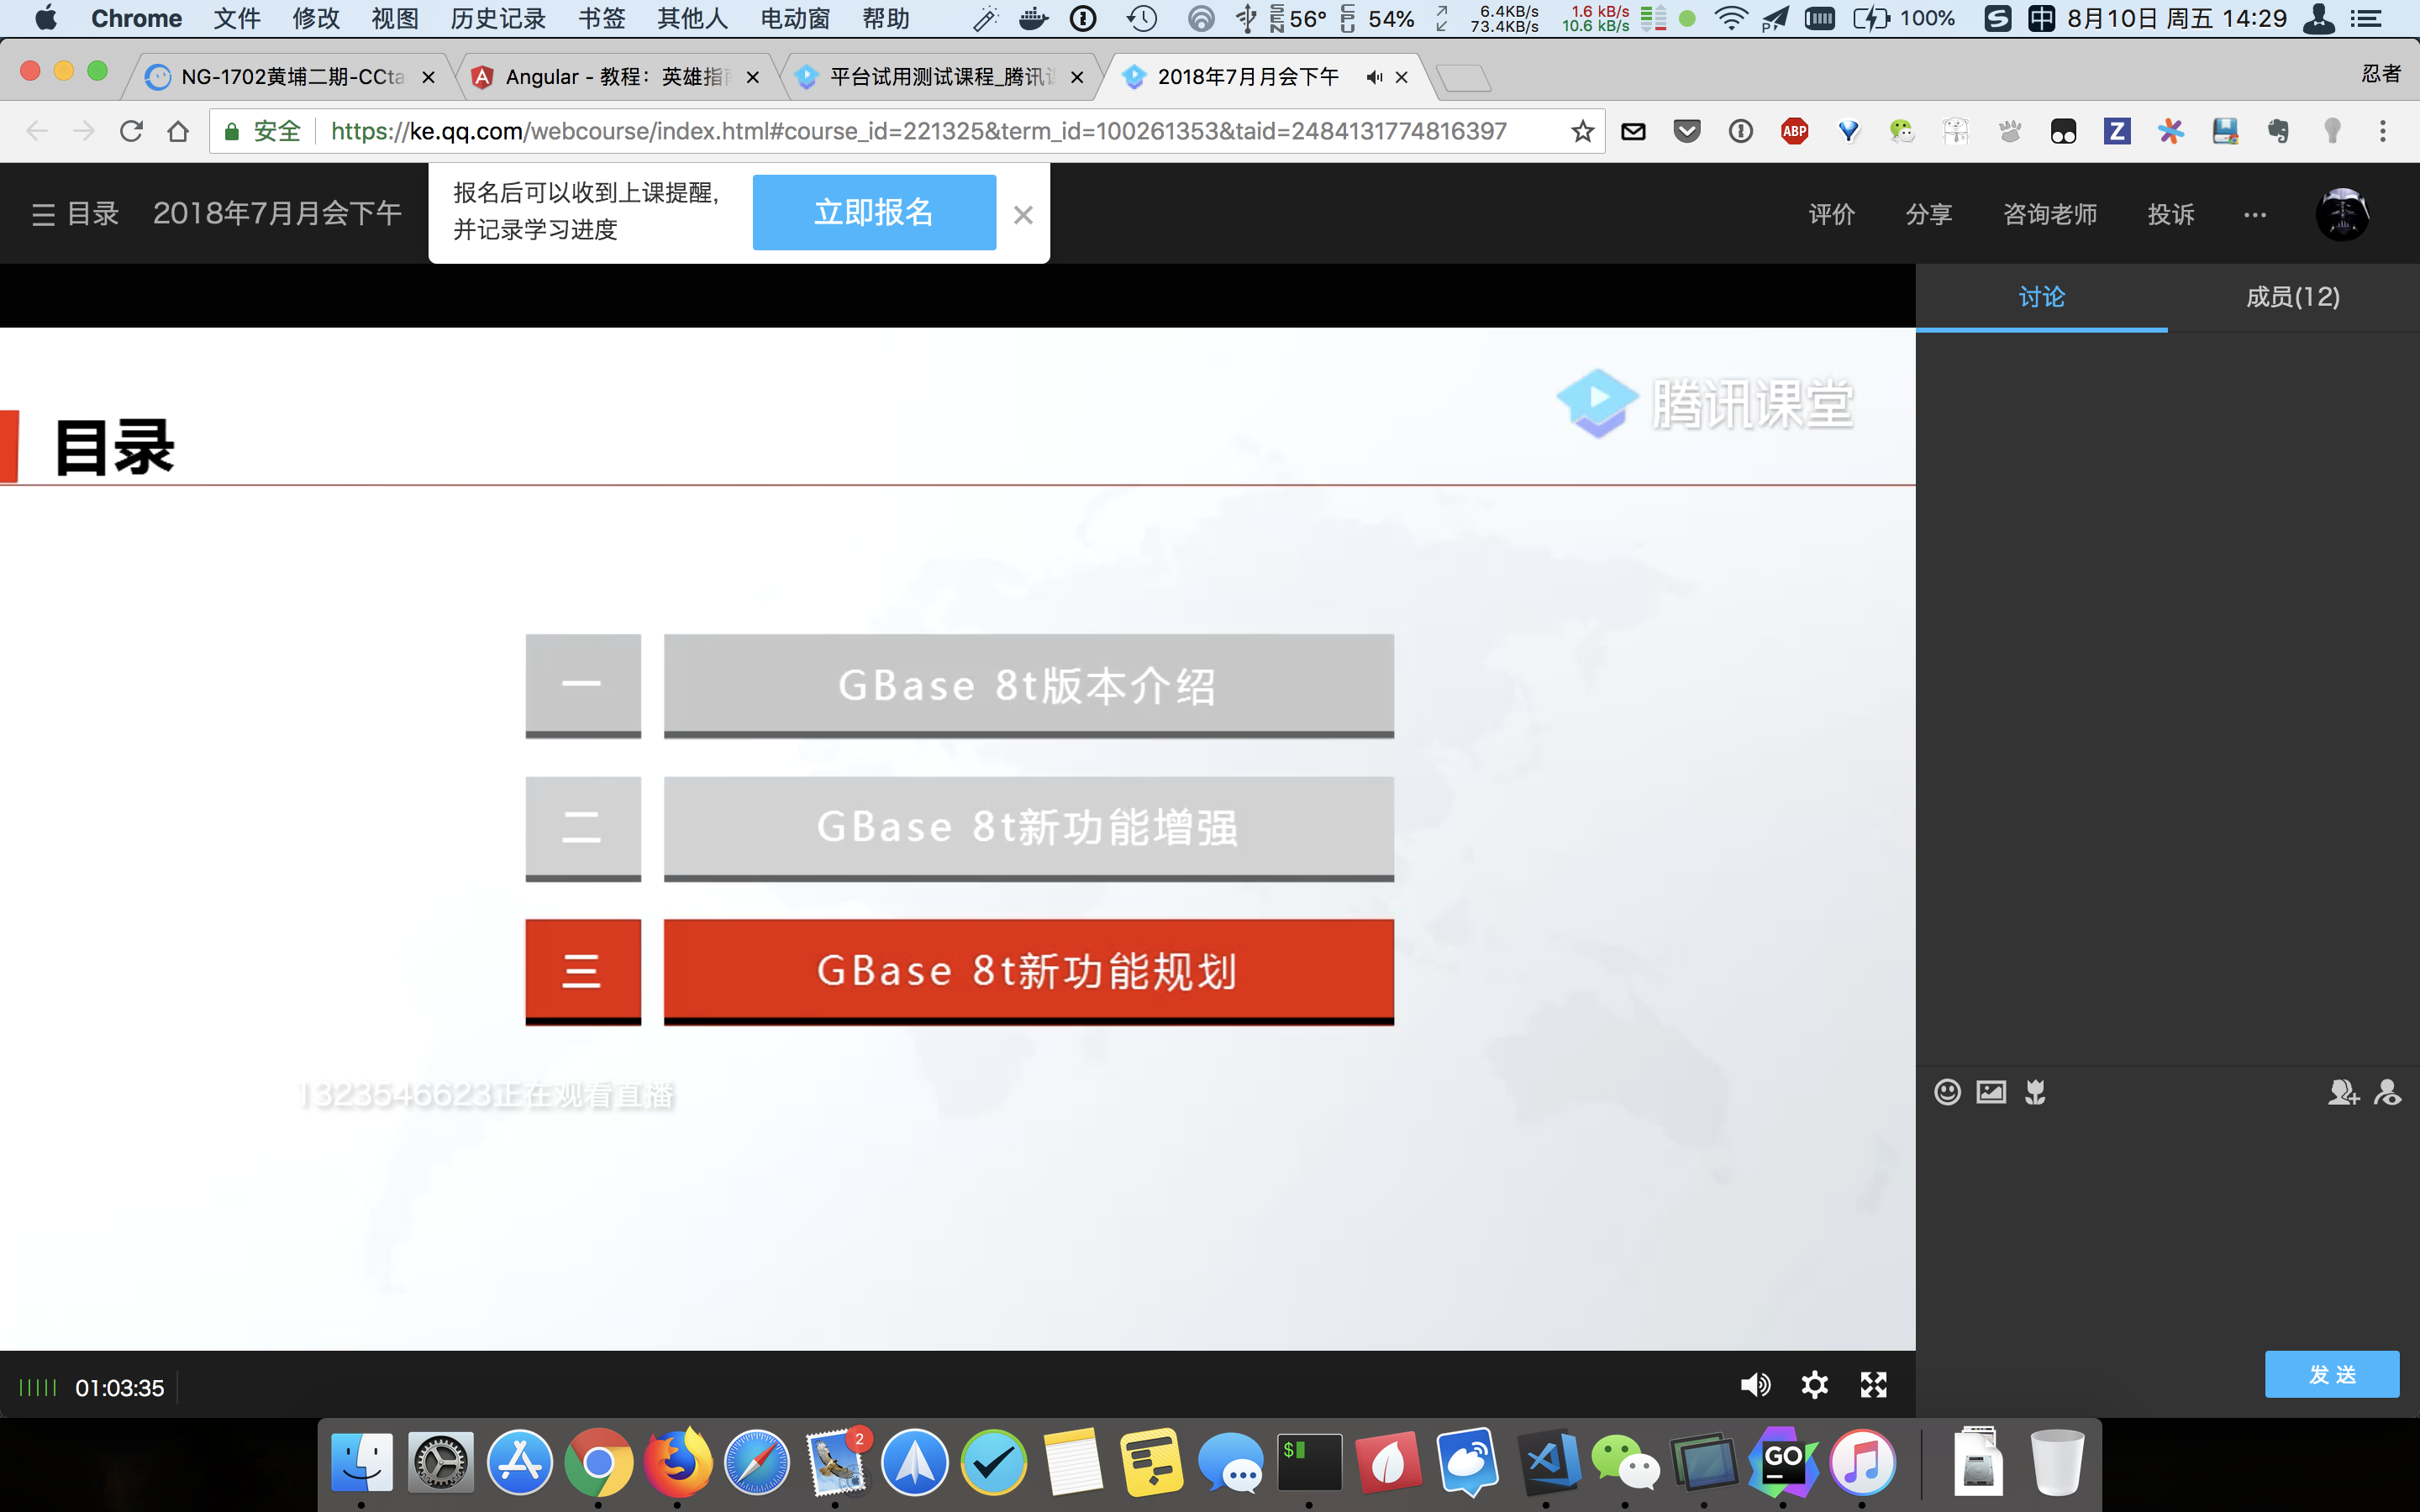 Chrome 文件 修改 视图 历史记录 书签 其他人 电动窗 帮助 SEN 56° CPU 54% 6.4KB/s 73.4KB/s 1.6 kB/s 10.6 kB/s 100% 中 8月10日 周五 14:29
NG-1702黄埔二期-CCta Angular - 教程：英雄指 平台试用测试课程_腾讯 2018年7月月会下午 忍者
安全 https://ke.qq.com/webcourse/index.html#course_id=221325&term_id=100261353&taid=2484131774816397 ABP Z
目录 2018年7月月会下午
报名后可以收到上课提醒，
并记录学习进度
立即报名
评价 分享 咨询老师 投诉 ···
讨论 成员(12)
腾讯课堂
目录
一 GBase 8t版本介绍
二 GBase 8t新功能增强
三 GBase 8t新功能规划
1323546623正在观看直播
01:03:35
发送
2
$
GO